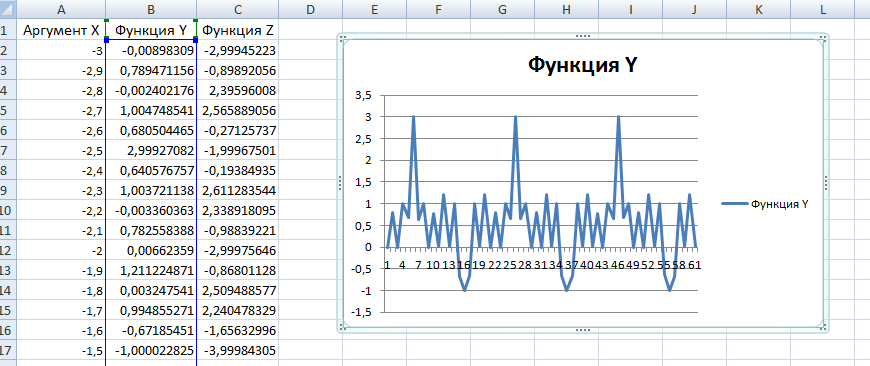 A B C D E F G H I J K L
1 Аргумент X Функция Y Функция Z
2 -3 -0,00898309 -2,99945223
3 -2,9 0,789471156 -0,89892056
4 -2,8 -0,002402176 2,39596008
5 -2,7 1,004748541 2,565889056
6 -2,6 0,680504465 -0,27125737
7 -2,5 2,99927082 -1,99967501
8 -2,4 0,640576757 -0,19384935
9 -2,3 1,003721138 2,611283544
10 -2,2 -0,003360363 2,338918095
11 -2,1 0,782558388 -0,98839221
12 -2 0,00662359 -2,99975646
13 -1,9 1,211224871 -0,86801128
14 -1,8 0,003247541 2,509488577
15 -1,7 0,994855271 2,240478329
16 -1,6 -0,67185451 -1,65632996
17 -1,5 -1,000022825 -3,99984305
Функция Y
3,5
3
2,5
2
1,5
1
0,5
0
-0,5
-1
-1,5
1 4 7 10 13 16 19 22 25 28 31 34 37 40 43 46 49 52 55 58 61
Функция Y